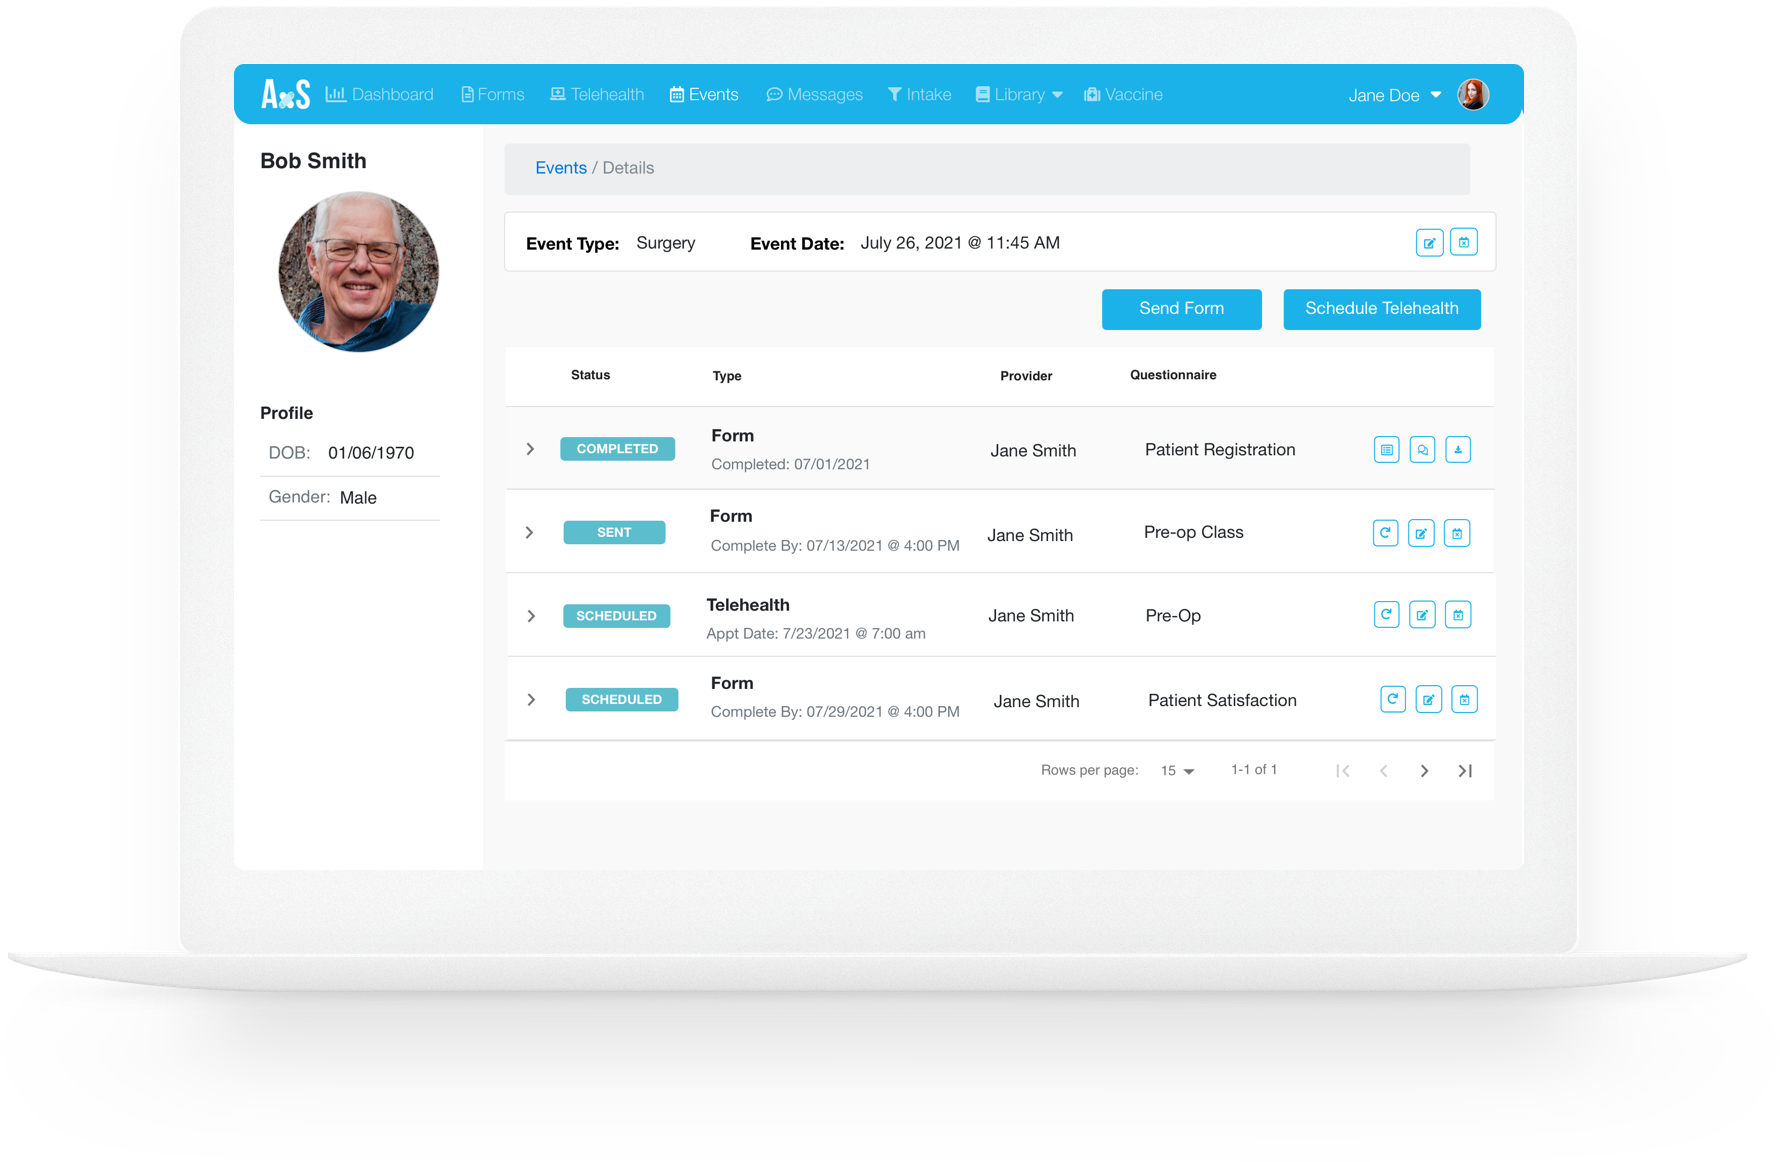 AxS Dashboard Forms Telehealth Events Messages Intake Library Vaccine Jane Doe
Bob Smith
Profile
DOB: 01/06/1970
Gender: Male
Events / Details
Event Type: Surgery Event Date: July 26, 2021 @ 11:45 AM
Send Form Schedule Telehealth
Status Type Provider Questionnaire
COMPLETED Form Jane Smith Patient Registration
Completed: 07/01/2021
SENT Form Jane Smith Pre-op Class
Complete By: 07/13/2021 @ 4:00 PM
SCHEDULED Telehealth Jane Smith Pre-Op
Appt Date: 7/23/2021 @ 7:00 am
SCHEDULED Form Jane Smith Patient Satisfaction
Complete By: 07/29/2021 @ 4:00 PM
Rows per page: 15 1-1 of 1